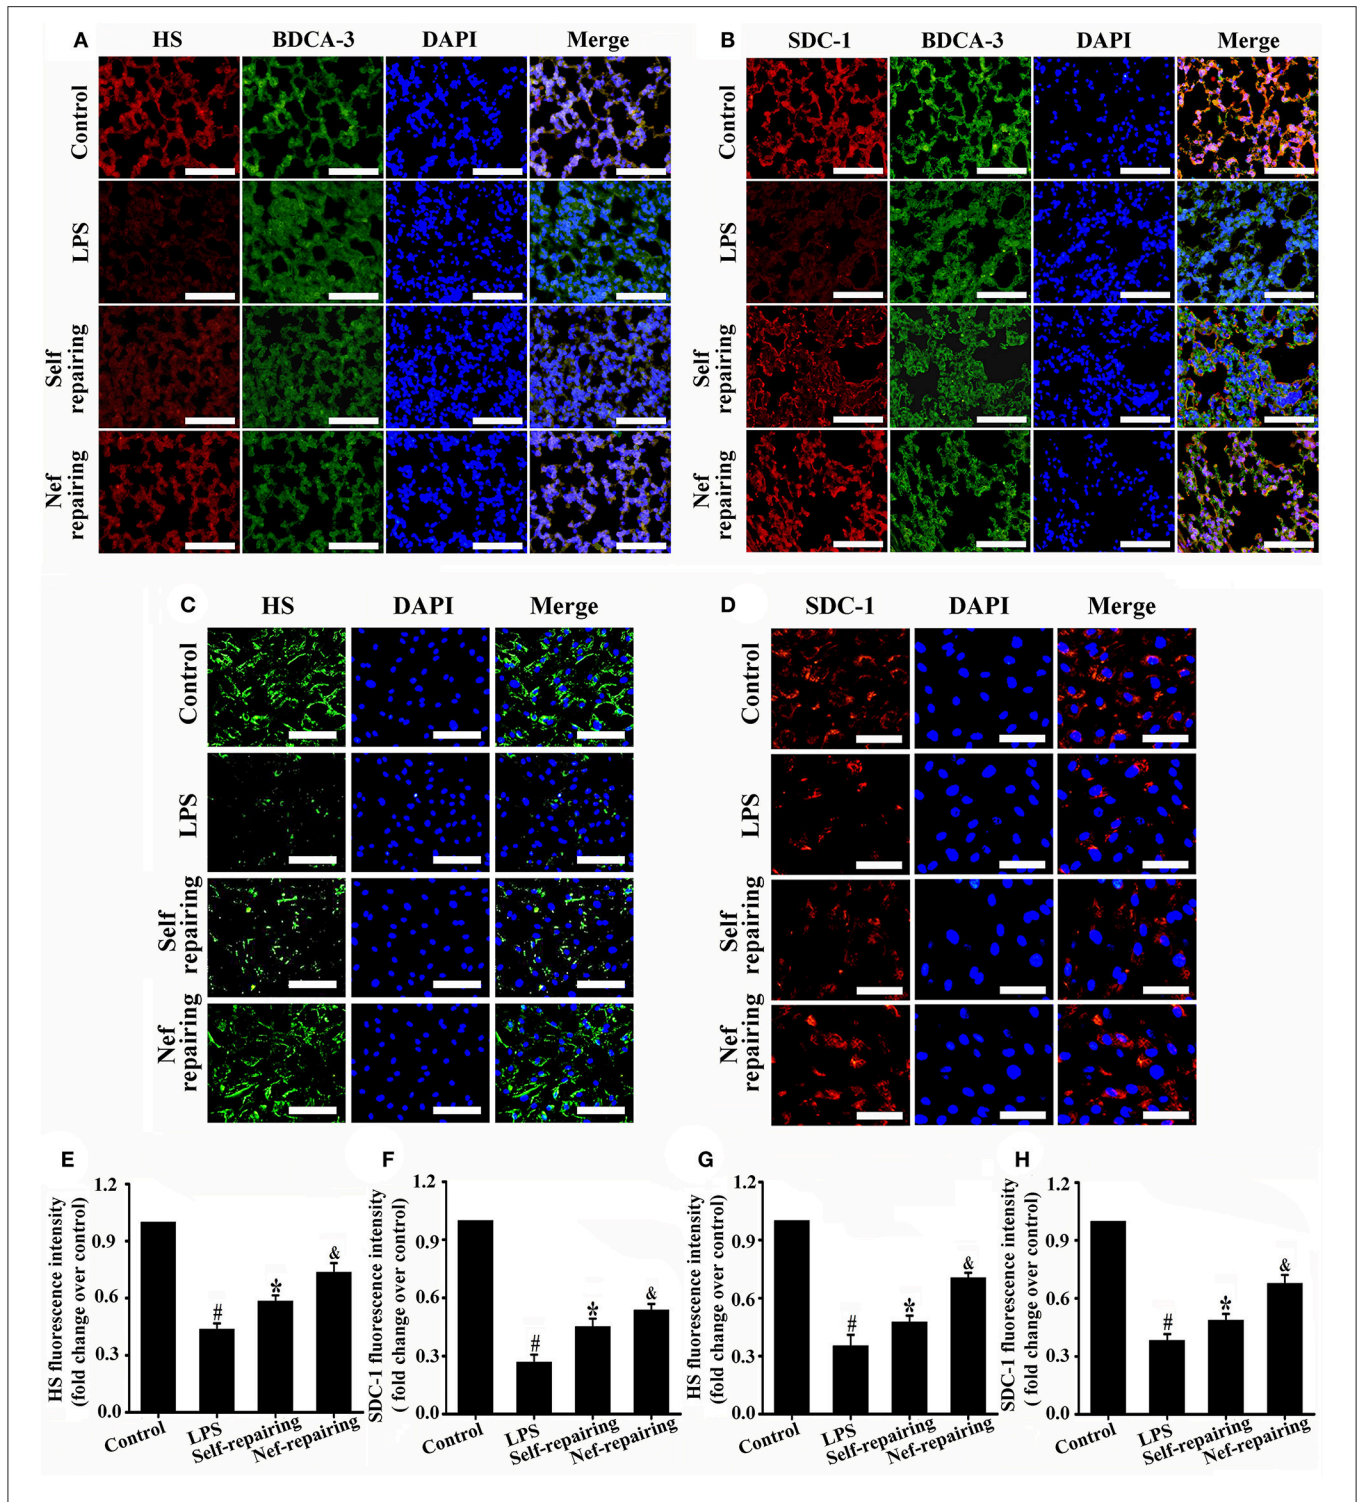 A
HS BDCA-3 DAPI Merge
Control
LPS
Self
repairing
Nef
repairing
B
SDC-1 BDCA-3 DAPI Merge
Control
LPS
Self
repairing
Nef
repairing
C
HS DAPI Merge
Control
LPS
Self
repairing
Nef
repairing
D
SDC-1 DAPI Merge
Control
LPS
Self
repairing
Nef
repairing
E
HS fluorescence intensity
(fold change over control)
1.2
0.9
0.6
0.3
0.0
# * &
Control LPS Self-repairing Nef-repairing
F
SDC-1 fluorescence intensity
( fold change over control)
1.2
0.9
0.6
0.3
0.0
# * &
Control LPS Self-repairing Nef-repairing
G
HS fluorescence intensity
(fold change over control)
1.2
0.9
0.6
0.3
0.0
# * &
Control LPS Self-repairing Nef-repairing
H
SDC-1 fluorescence intensity
( fold change over control)
1.2
0.9
0.6
0.3
0.0
# * &
Control LPS Self-repairing Nef-repairing